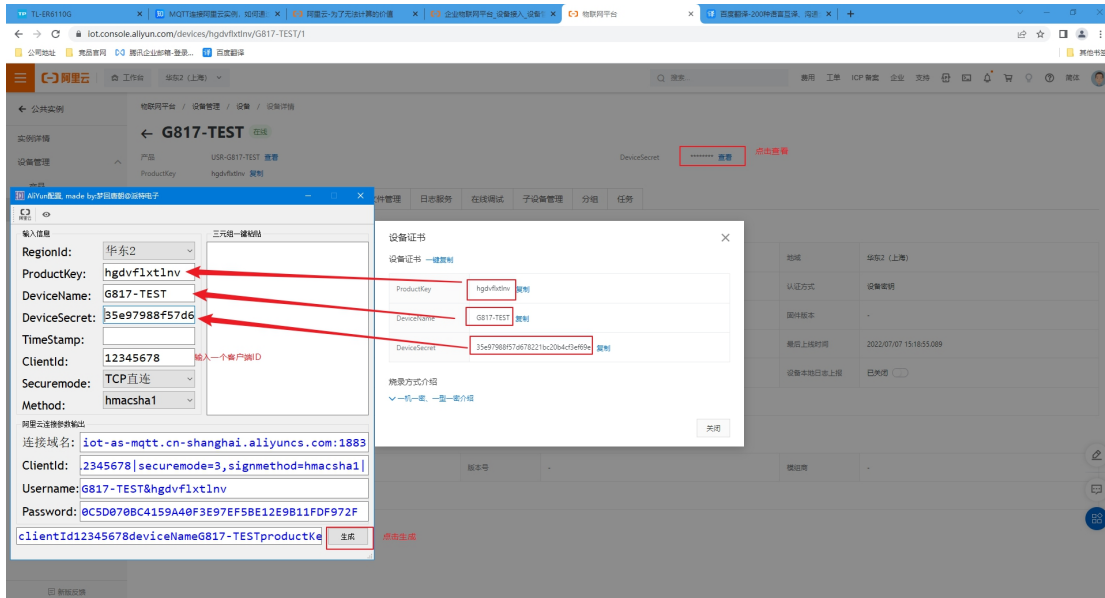 TL-ER6110G
MQTT连接阿里云实例、如何递
阿里云-为了无法计算的价值
企业物联网平台_设备接入_设备
物联网平台
百度翻译-200种语言互译、沟通
iot.console.aliyun.com/devices/hgdvflxtlnv/G817-TEST/1
公司地址
竞品官网
腾讯企业邮箱-登录...
百度翻译
其他书签
阿里云
工作台
华东2（上海）
搜索...
费用 工单 ICP备案 企业 支持
简体
公共实例
物联网平台 / 设备管理 / 设备 / 设备详情
实例详情
← G817-TEST 在线
设备管理
产品 USR-G817-TEST 查看
DeviceSecret ******** 查看
点击查看
ProductKey hgdvflxtlnv 复制
产品
AliYun配置, made by:梦回唐朝@派特电子
件管理 日志服务 在线调试 子设备管理 分组 任务
阿里云
输入信息
三元组一键粘贴
RegionId: 华东2
ProductKey: hgdvflxtlnv
DeviceName: G817-TEST
DeviceSecret: 35e97988f57d6
TimeStamp:
ClientId: 12345678
输入一个客户端ID
Securemode: TCP直连
Method: hmacsha1
阿里云连接参数输出
连接域名: iot-as-mqtt.cn-shanghai.aliyuncs.com:1883
ClientId: .2345678|securemode=3,signmethod=hmacsha1|
Username: G817-TEST&hgdvflxtlnv
Password: 0C5D070BC4159A40F3E97EF5BE12E9B11FDF972F
clientId12345678deviceNameG817-TESTproductKe
生成
点击生成
设备证书
设备证书 一键复制
ProductKey hgdvflxtlnv 复制
DeviceName G817-TEST 复制
DeviceSecret 35e97988f57d678221bc20b4cf3ef69e 复制
烧录方式介绍
一机一密、一型一密介绍
关闭
地域 华东2（上海）
认证方式 设备密钥
固件版本 -
最后上线时间 2022/07/07 15:18:55.089
设备本地日志上报 已关闭
版本号 -
模组商 -
新版反馈